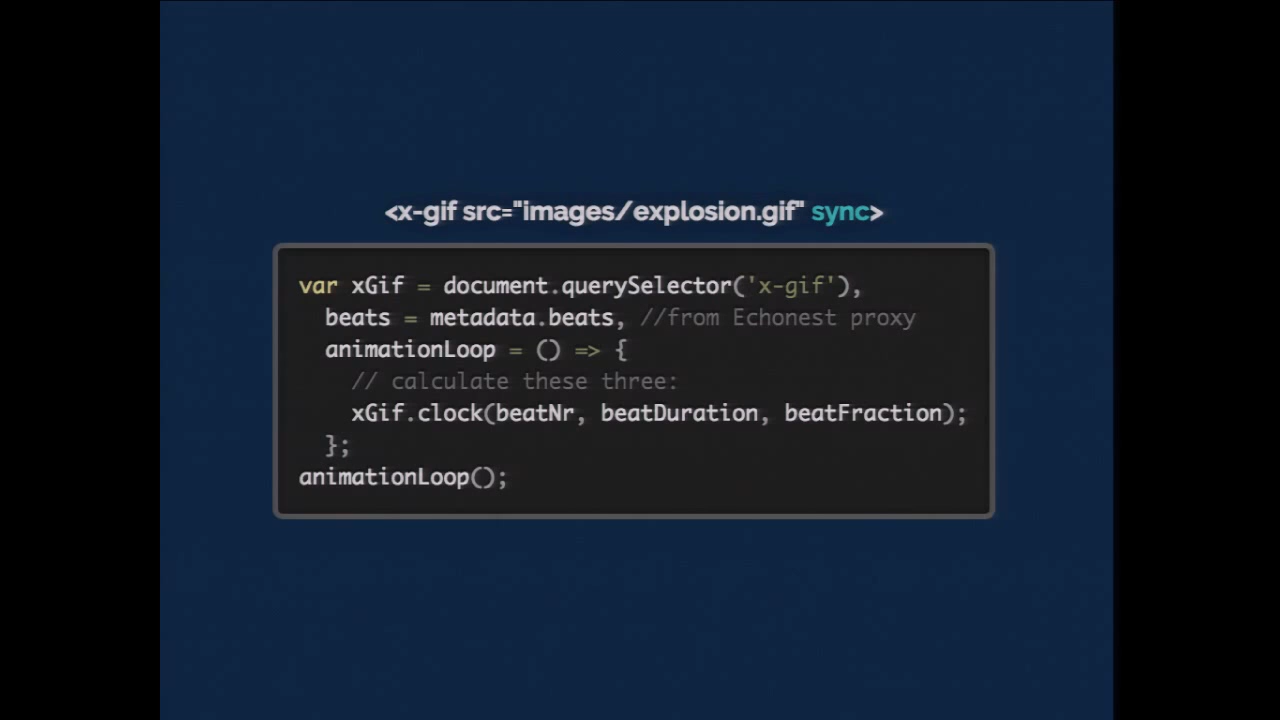 <x-gif src="images/explosion.gif" sync>
var xGif = document.querySelector('x-gif'),
beats = metadata.beats, //from Echonest proxy
animationLoop = () => {
// calculate these three:
xGif.clock(beatNr, beatDuration, beatFraction);
};
animationLoop();